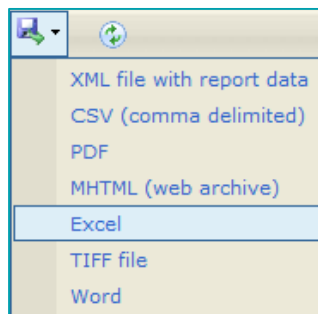 XML file with report data
CSV (comma delimited)
PDF
MHTML (web archive)
Excel
TIFF file
Word